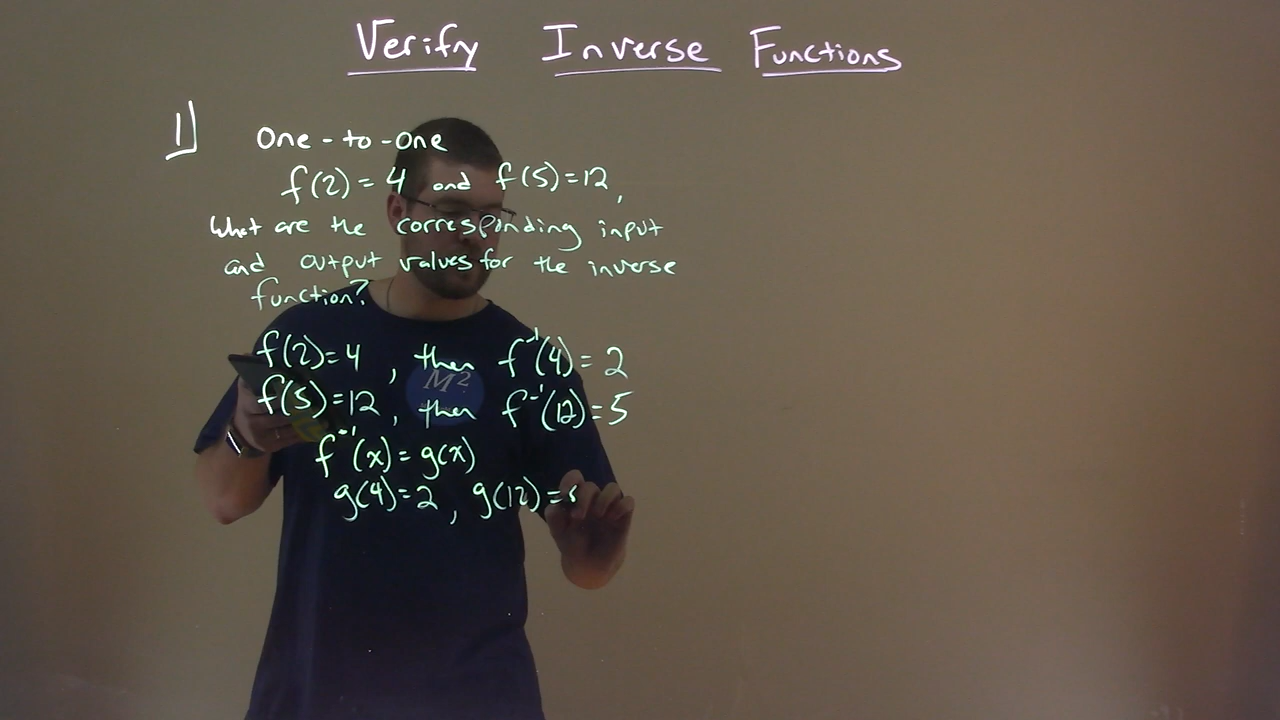 Verify Inverse Functions
1] One-to-one
f(2)=4 and f(5)=12,
What are the corresponding input
and output values for the inverse
function?
f(2)=4, then f⁻¹(4)=2
M²
f(5)=12, then f⁻¹(12)=5
f⁻¹(x)=g(x)
g(4)=2, g(12)=